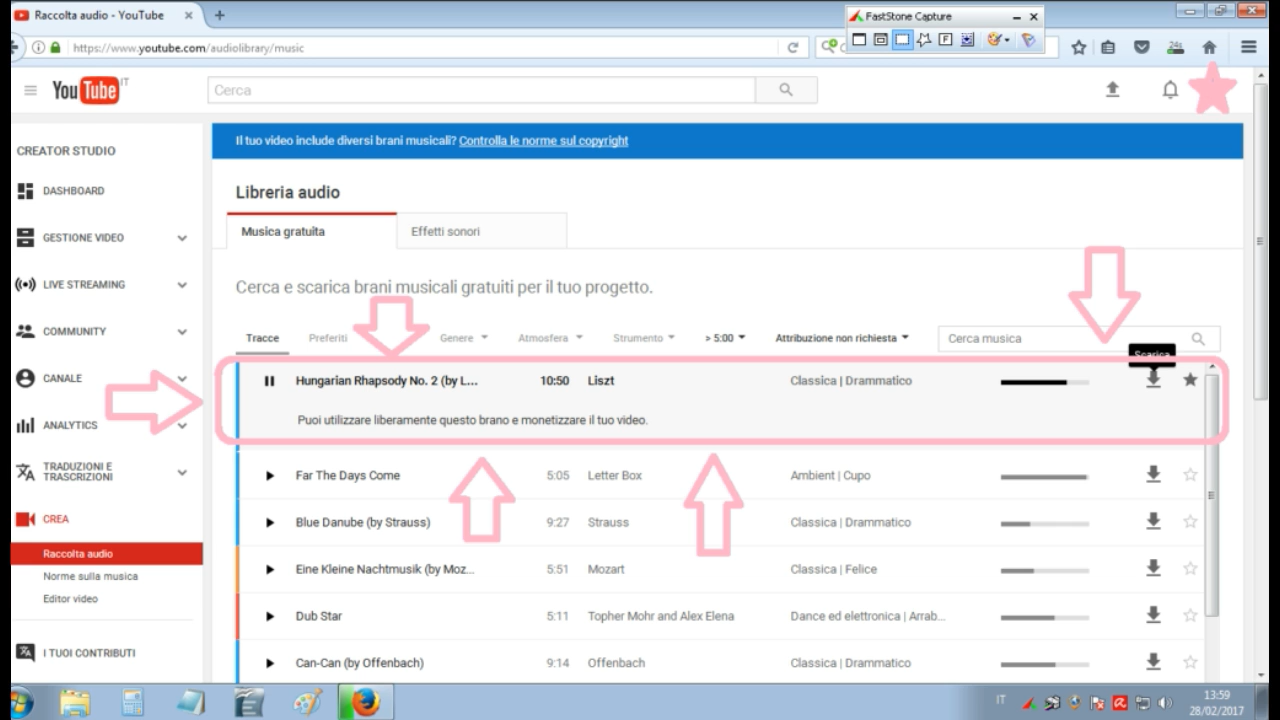 Raccolta audio - YouTube
FastStone Capture
https://www.youtube.com/audiolibrary/music
YouTube IT
Cerca
CREATOR STUDIO
DASHBOARD
GESTIONE VIDEO
LIVE STREAMING
COMMUNITY
CANALE
ANALYTICS
TRADUZIONI E
TRASCRIZIONI
CREA
Raccolta audio
Norme sulla musica
Editor video
I TUOI CONTRIBUTI
Il tuo video include diversi brani musicali? Controlla le norme sul copyright
Libreria audio
Musica gratuita Effetti sonori
Cerca e scarica brani musicali gratuiti per il tuo progetto.
Tracce Preferiti Genere Atmosfera Strumento > 5:00 Attribuzione non richiesta Cerca musica
Scarica
Hungarian Rhapsody No. 2 (by L... 10:50 Liszt Classica | Drammatico
Puoi utilizzare liberamente questo brano e monetizzare il tuo video.
Far The Days Come 5:05 Letter Box Ambient | Cupo
Blue Danube (by Strauss) 9:27 Strauss Classica | Drammatico
Eine Kleine Nachtmusik (by Moz... 5:51 Mozart Classica | Felice
Dub Star 5:11 Topher Mohr and Alex Elena Dance ed elettronica | Arrab...
Can-Can (by Offenbach) 9:14 Offenbach Classica | Drammatico
IT
13:59
28/02/2017